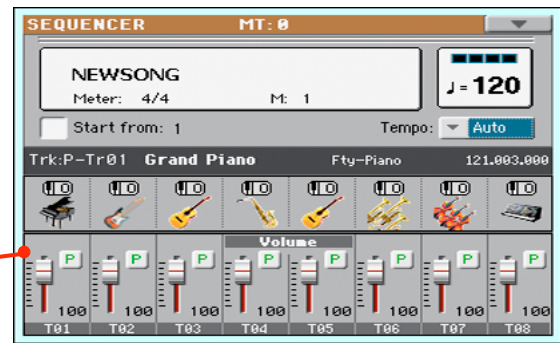 SEQUENCER MT: 0
NEWSONG
Meter: 4/4 M: 1
♩ = 120
Start from: 1 Tempo: Auto
Trk:P-Tr01 Grand Piano Fty-Piano 121.003.000
Volume
P P P P P P P P
100 100 100 100 100 100 100 100
T01 T02 T03 T04 T05 T06 T07 T08